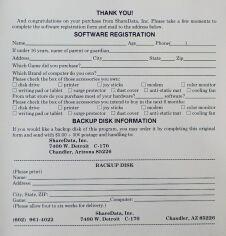 THANK YOU!
And congratulations on your purchase from ShareData, Inc. Please take a few moments to
complete the software registration form and mail to the address below.
SOFTWARE REGISTRATION
Name Age Phone( )
If under 16 years, name of parent or guardian
Address City State Zip
Which Game did you purchase?
Which Brand of computer do you own?
Please check the box of those accessories you own:
disk drive printer joy sticks modem color monitor
writing pad or tablet surge protector dust cover anti-static mat cooling fan
From what store do you purchase most of your hardware? software?
Please check the box of those accessories you intend to buy in the next 6 months:
disk drive printer joy sticks modem color monitor
writing pad or tablet surge protector dust cover anti-static mat cooling fan
BACKUP DISK INFORMATION
If you would like a backup disk of this program, you may order it by completing this original
form and send with $5.00 + 50¢ postage and handling to:
ShareData, Inc.
7400 W. Detroit C-170
Chandler, Arizona 85226
BACKUP DISK
(Please print)
Name:
Address:
City, State, ZIP:
Game: Computer:
(Please allow four to six weeks for delivery.)
ShareData, Inc.
(602) 961-4022 7400 W. Detroit C-170 Chandler, AZ 85226